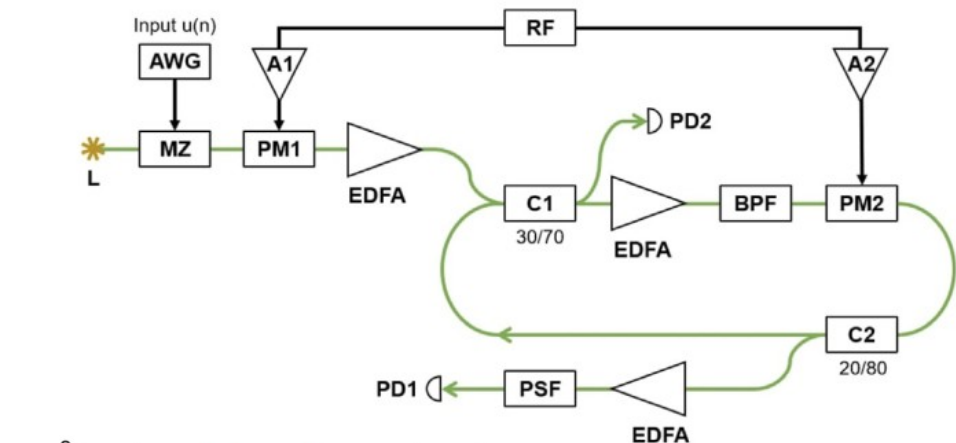 Input u(n)
RF
AWG
A1
A2
MZ
PM1
PD2
L
EDFA
C1
BPF
PM2
30/70
EDFA
C2
20/80
PD1
PSF
EDFA